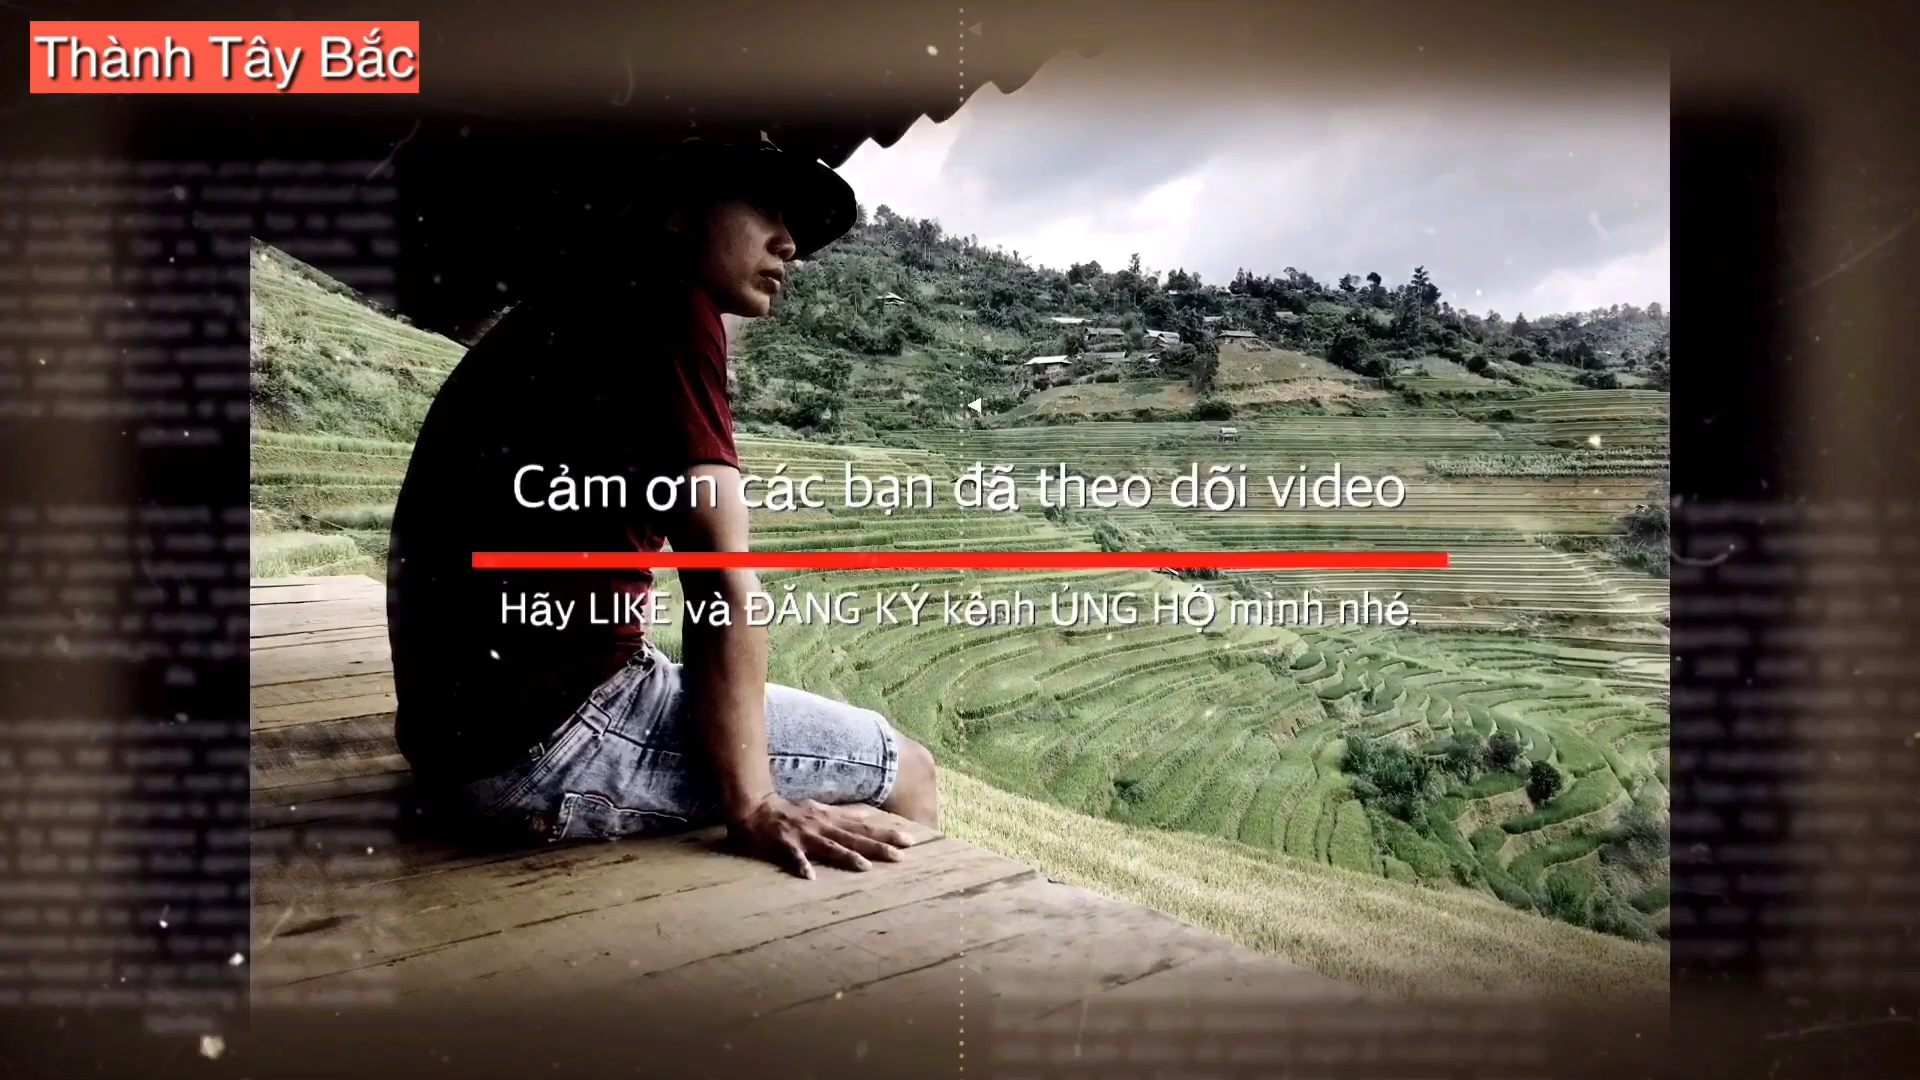 Thành Tây Bắc
Cảm ơn các bạn đã theo dõi video
Hãy LIKE và ĐĂNG KÝ kênh ỦNG HỘ mình nhé.